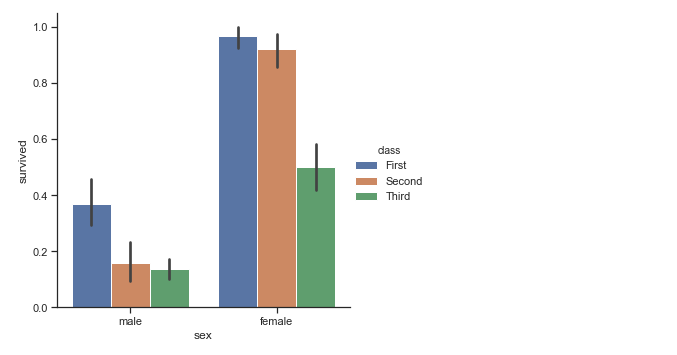 1.0
0.8
0.6
0.4
0.2
0.0
survived
male
female
sex
class
First
Second
Third